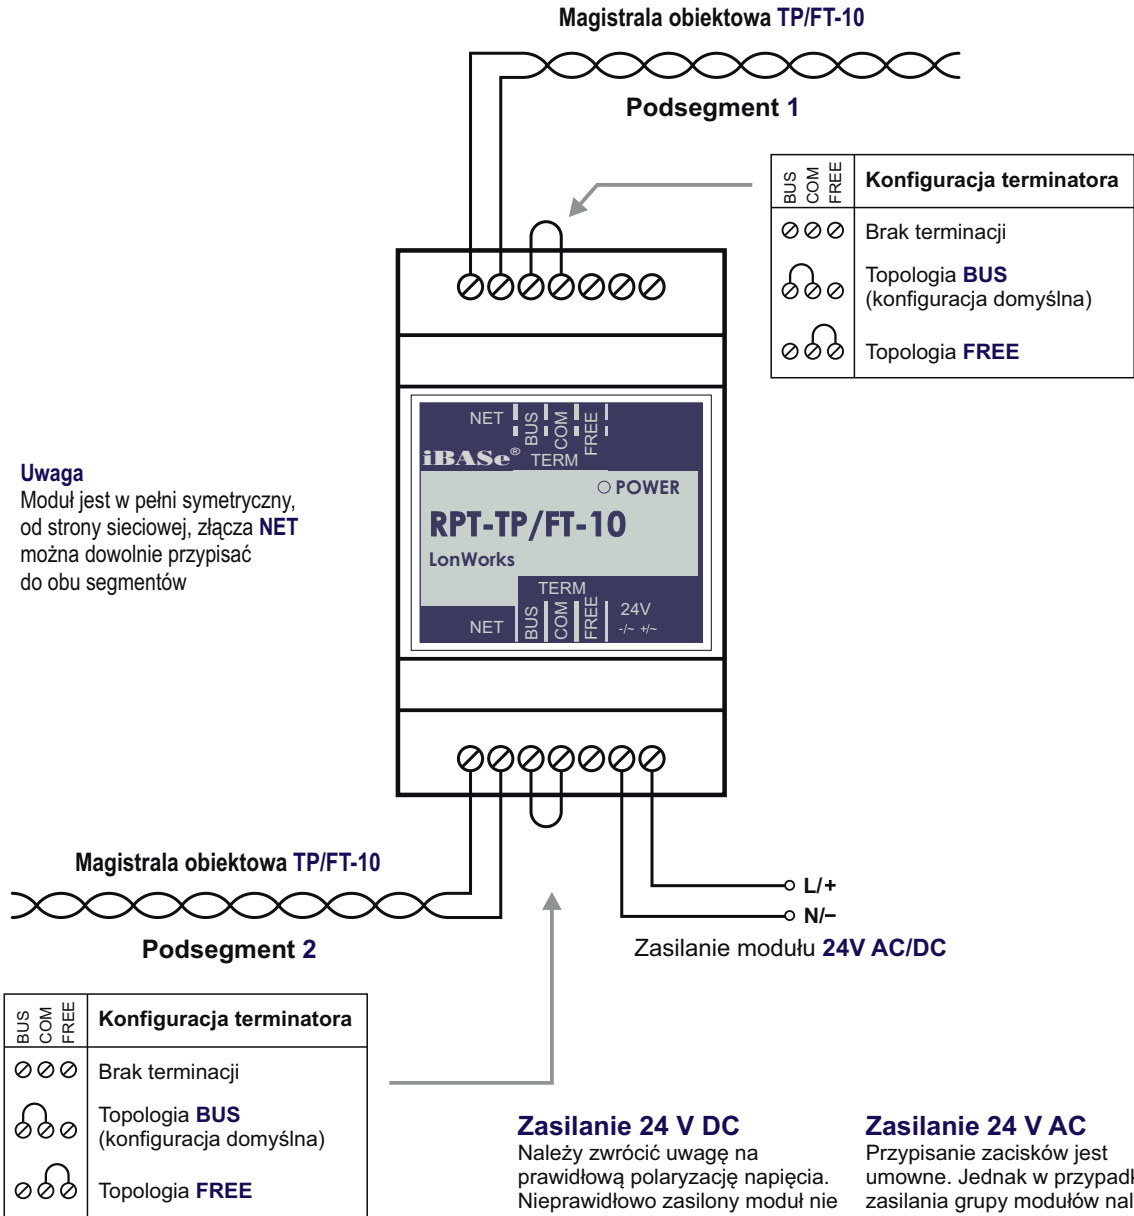 Magistrala obiektowa TP/FT-10
Podsegment 1
BUS COM FREE Konfiguracja terminatora
Brak terminacji
Topologia BUS
(konfiguracja domyślna)
Topologia FREE
NET BUS COM FREE
TERM
iBASe®
POWER
RPT-TP/FT-10
LonWorks
TERM
NET BUS COM FREE 24V
-/~ +/~
Uwaga
Moduł jest w pełni symetryczny,
od strony sieciowej, złącza NET
można dowolnie przypisać
do obu segmentów
Magistrala obiektowa TP/FT-10
Podsegment 2
L/+
N/–
Zasilanie modułu 24V AC/DC
BUS COM FREE Konfiguracja terminatora
Brak terminacji
Topologia BUS
(konfiguracja domyślna)
Topologia FREE
Zasilanie 24 V DC
Należy zwrócić uwagę na
prawidłową polaryzację napięcia.
Nieprawidłowo zasilony moduł nie
Zasilanie 24 V AC
Przypisanie zacisków jest
umowne. Jednak w
zasilania grupy modułów